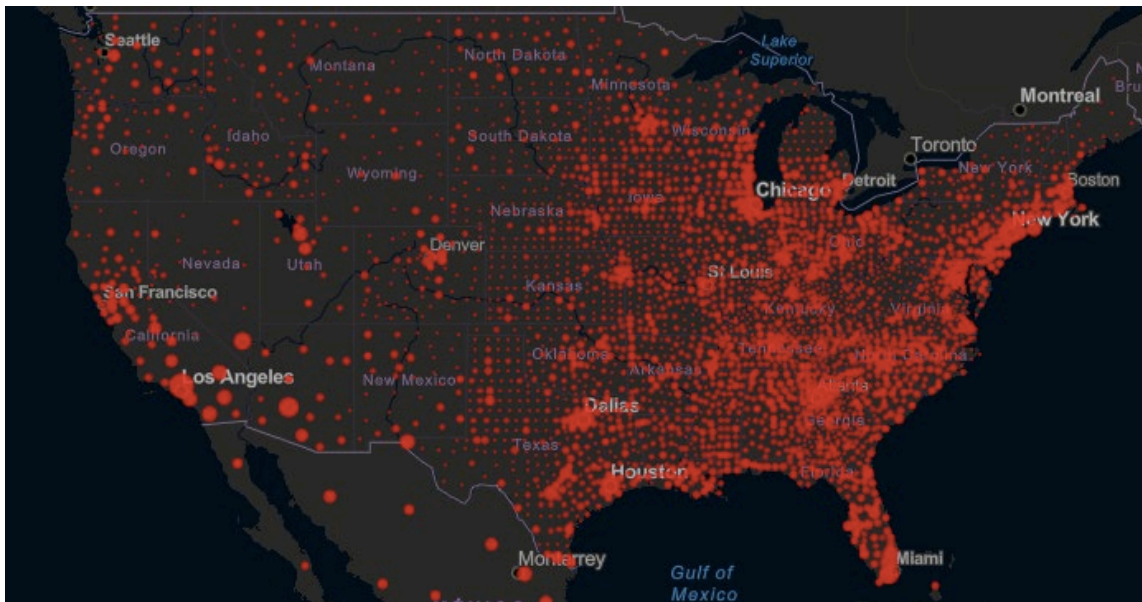 Seattle
North Dakota
Montana
Lake
Superior
Minnesota
Montreal
Wisconsin
Oregon
Idaho
South Dakota
Toronto
Wyoming
New York
Detroit
Boston
Chicago
Iowa
Nebraska
New York
Ohio
Denver
Nevada
Utah
St Louis
Kansas
San Francisco
Kentucky
Virginia
California
Tennessee
North Carolina
Oklahoma
Arkansas
Los Angeles
New Mexico
Atlanta
Dallas
Georgia
Texas
Houston
Florida
Monterrey
Miami
Gulf of
Mexico